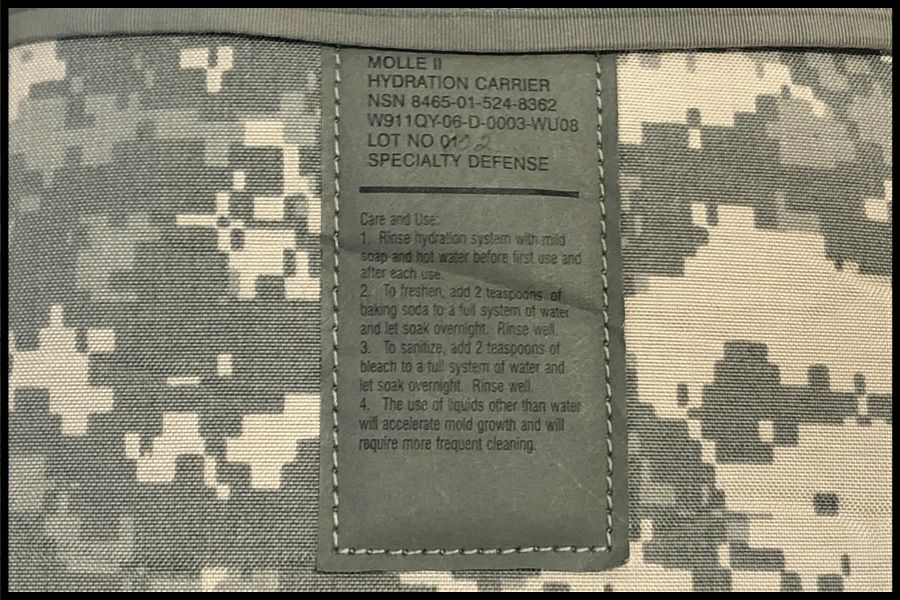 MOLLE II
HYDRATION CARRIER
NSN 8465-01-524-8362
W911QY-06-D-0003-WU08
LOT NO 0102
SPECIALTY DEFENSE
Care and Use:
1. Rinse hydration system with mild
soap and hot water before first use and
after each use.
2. To freshen, add 2 teaspoons of
baking soda to a full system of water
and let soak overnight. Rinse well.
3. To sanitize, add 2 teaspoons of
bleach to a full system of water and
let soak overnight. Rinse well.
4. The use of liquids other than water
will accelerate mold growth and will
require more frequent cleaning.